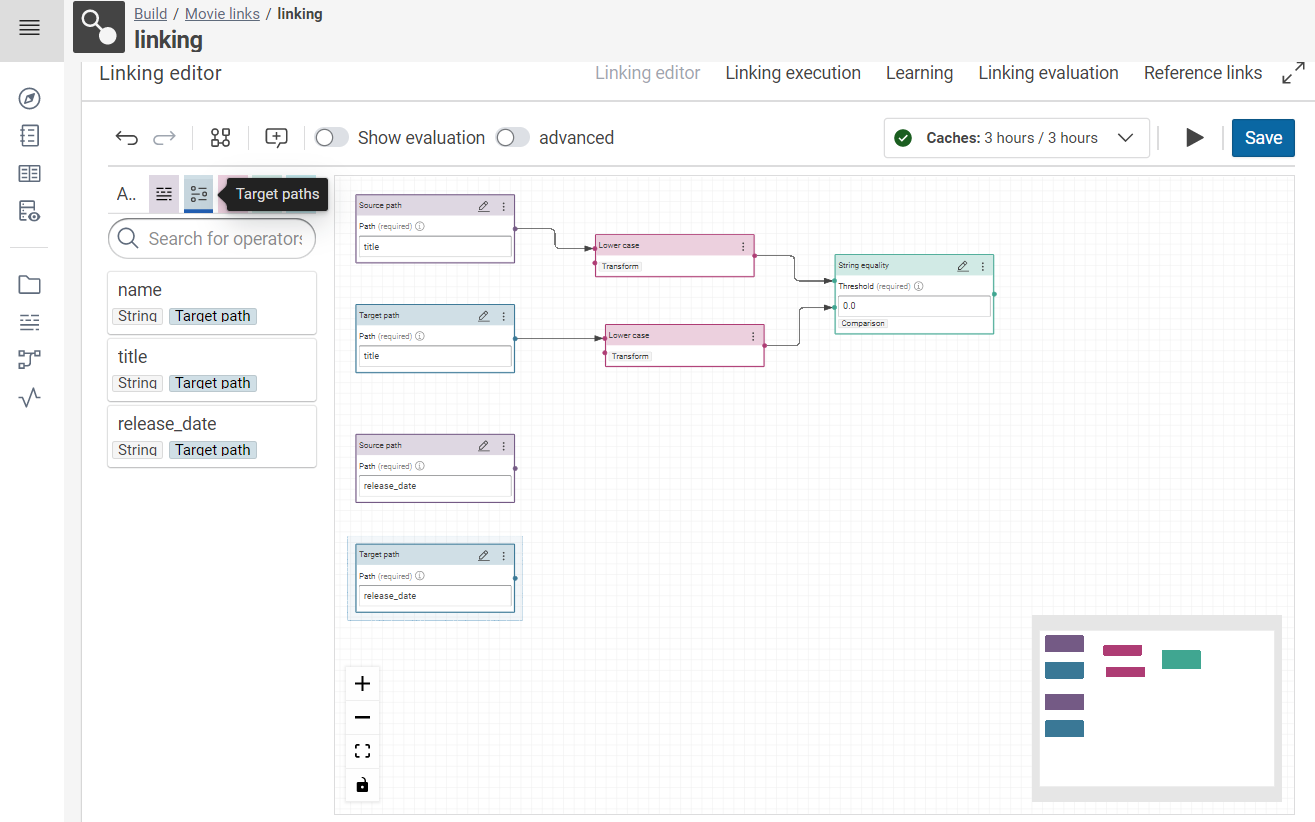 Build / Movie links / linking
linking
Linking editor
Linking editor Linking execution Learning Linking evaluation Reference links
Show evaluation advanced
Caches: 3 hours / 3 hours
Save
A..
Target paths
Search for operators
name
String Target path
title
String Target path
release_date
String Target path
Source path
Path (required)
title
Lower case
Transform
String equality
Threshold (required)
0.0
Comparison
Target path
Path (required)
title
Lower case
Transform
Source path
Path (required)
release_date
Target path
Path (required)
release_date